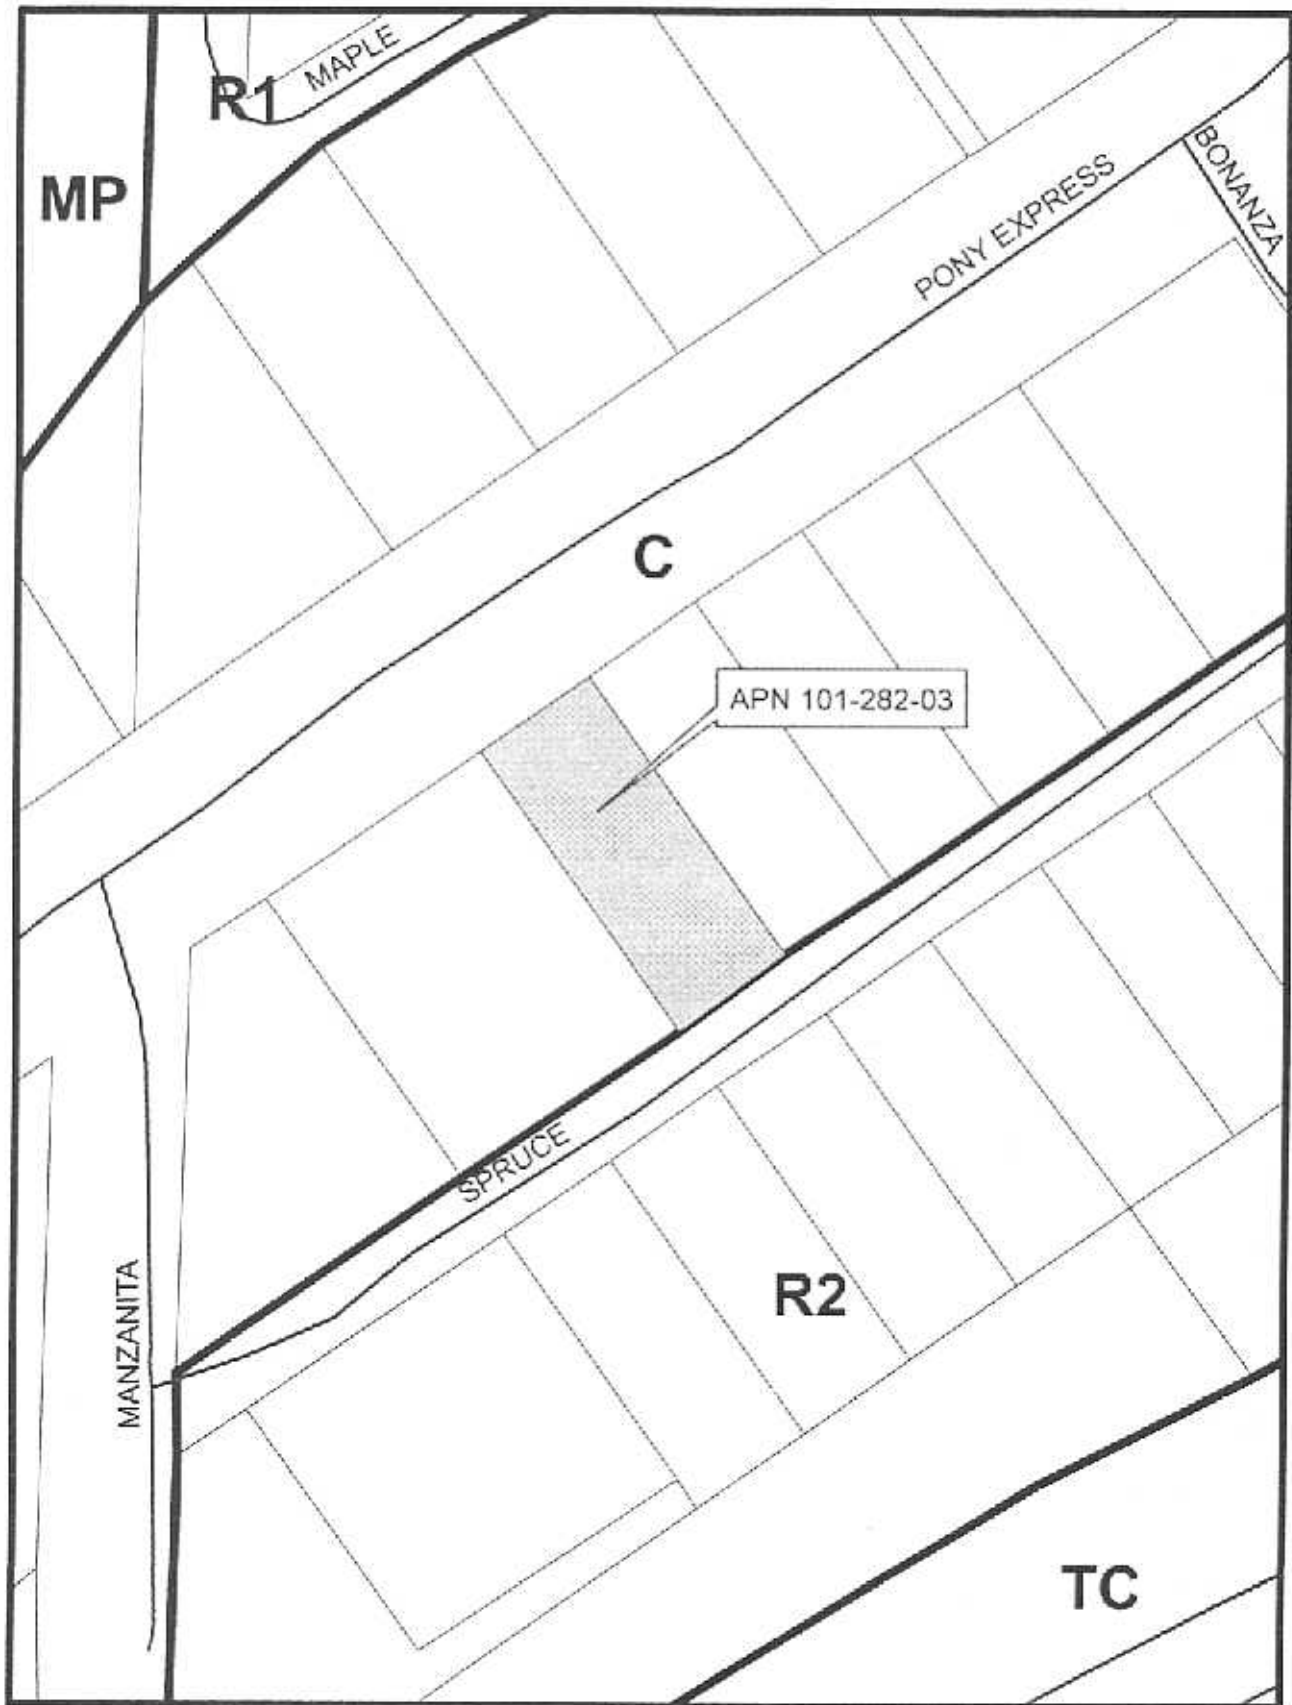 MAPLE
R1
MP
BONANZA
PONY EXPRESS
C
APN 101-282-03
SPRUCE
R2
MANZANITA
TC